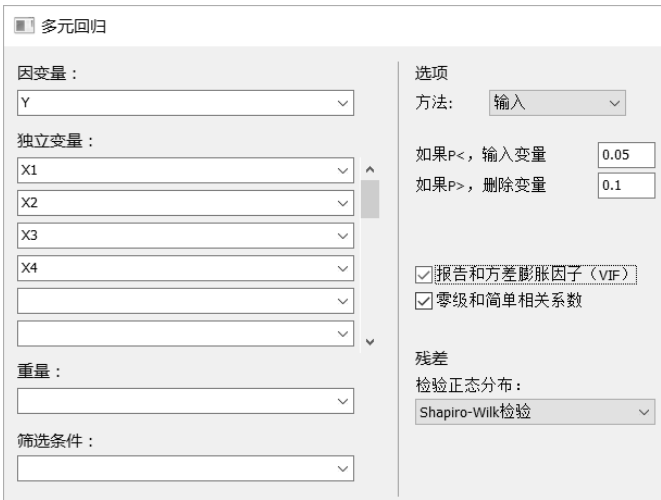 多元回归
因变量：
Y
独立变量：
X1
X2
X3
X4
重量：
筛选条件：
选项
方法： 输入
如果P<，输入变量 0.05
如果P>，删除变量 0.1
报告和方差膨胀因子（VIF）
零级和简单相关系数
残差
检验正态分布：
Shapiro-Wilk检验